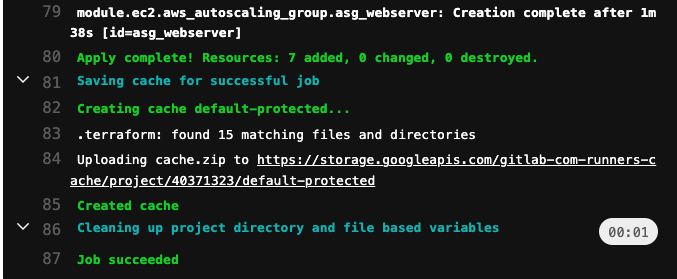 79 module.ec2.aws_autoscaling_group.asg_webserver: Creation complete after 1m
38s [id=asg_webserver]
80 Apply complete! Resources: 7 added, 0 changed, 0 destroyed.
81 Saving cache for successful job
82 Creating cache default-protected...
83 .terraform: found 15 matching files and directories
84 Uploading cache.zip to https://storage.googleapis.com/gitlab-com-runners-c
ache/project/40371323/default-protected
85 Created cache
86 Cleaning up project directory and file based variables 00:01
87 Job succeeded